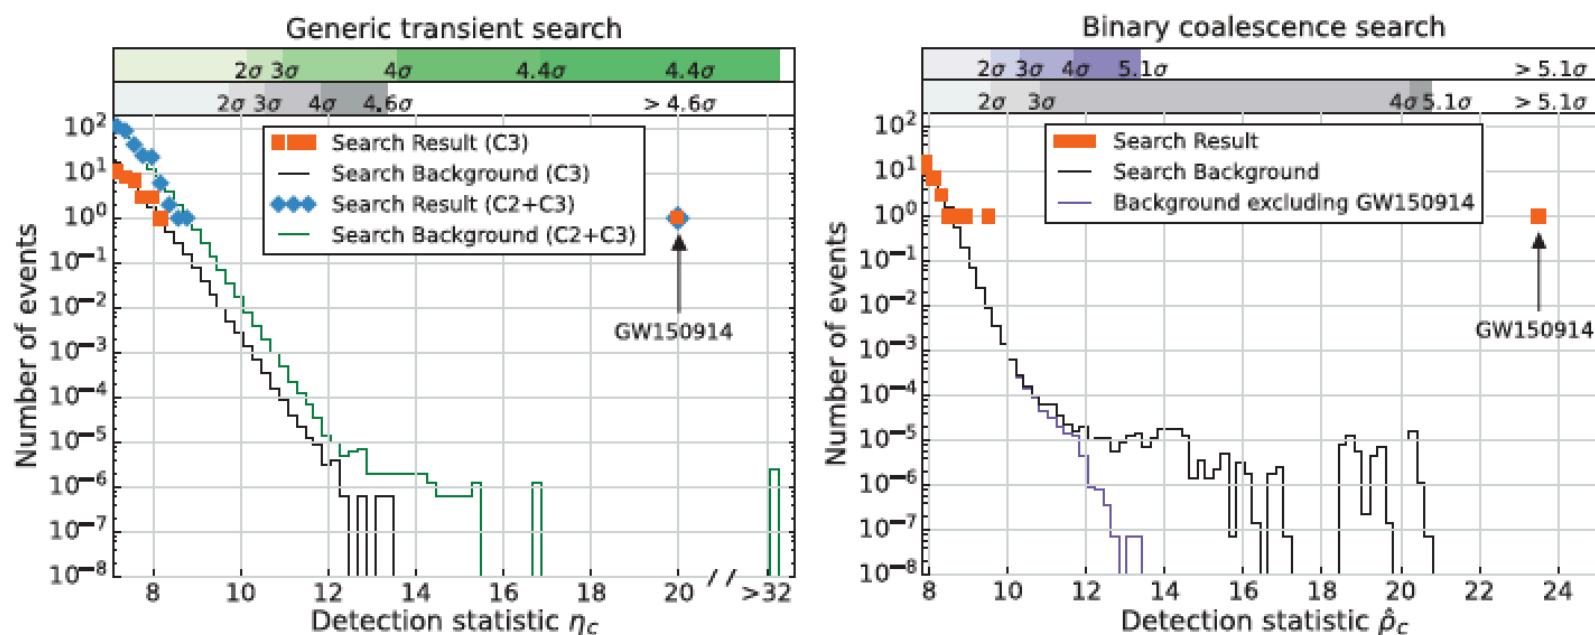 Generic transient search
2σ 3σ 4σ 4.4σ 4.4σ
2σ 3σ 4σ 4.6σ > 4.6σ
Search Result (C3)
Search Background (C3)
Search Result (C2+C3)
Search Background (C2+C3)
GW150914
Number of events
10² 10¹ 10⁰ 10⁻¹ 10⁻² 10⁻³ 10⁻⁴ 10⁻⁵ 10⁻⁶ 10⁻⁷ 10⁻⁸
8 10 12 14 16 18 20 // >32
Detection statistic η_c
Binary coalescence search
2σ 3σ 4σ 5.1σ > 5.1σ
2σ 3σ 4σ 5.1σ > 5.1σ
Search Result
Search Background
Background excluding GW150914
GW150914
Number of events
10² 10¹ 10⁰ 10⁻¹ 10⁻² 10⁻³ 10⁻⁴ 10⁻⁵ 10⁻⁶ 10⁻⁷ 10⁻⁸
8 10 12 14 16 18 20 22 24
Detection statistic ρ̂_c